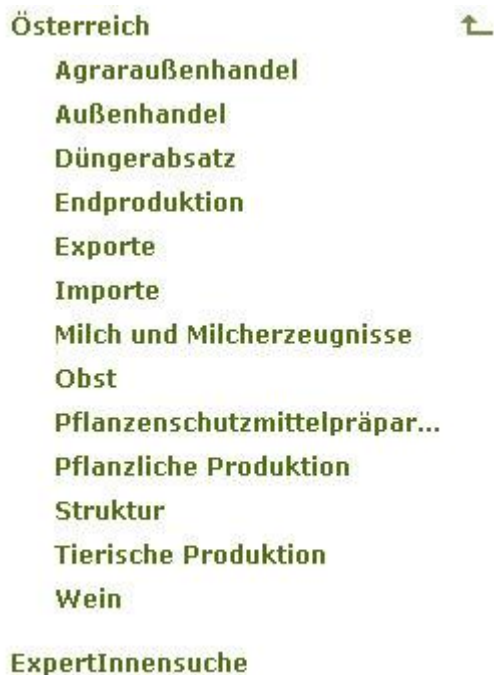 Österreich
Agraraußenhandel
Außenhandel
Düngerabsatz
Endproduktion
Exporte
Importe
Milch und Milcherzeugnisse
Obst
Pflanzenschutzmittelpräpar...
Pflanzliche Produktion
Struktur
Tierische Produktion
Wein
ExpertInnensuche